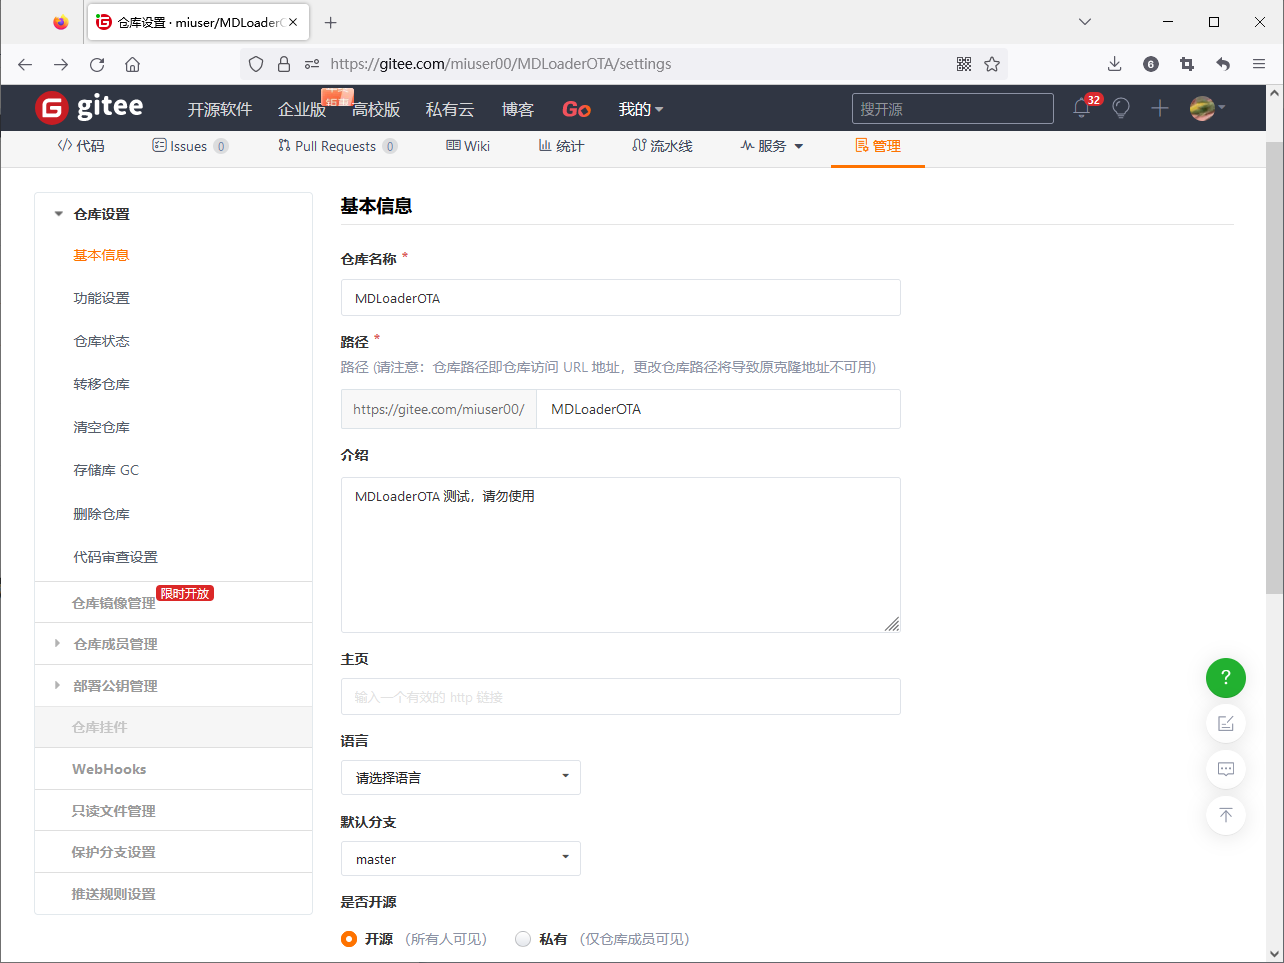 仓库设置 · miuser/MDLoaderO
https://gitee.com/miuser00/MDLoaderOTA/settings
6
gitee
开源软件 企业版 高校版 私有云 博客 Go 我的
搜开源
32
代码 Issues 0 Pull Requests 0 Wiki 统计 流水线 服务 管理
仓库设置
基本信息
功能设置
仓库状态
转移仓库
清空仓库
存储库 GC
删除仓库
代码审查设置
仓库镜像管理 限时开放
仓库成员管理
部署公钥管理
仓库挂件
WebHooks
只读文件管理
保护分支设置
推送规则设置
基本信息
仓库名称 *
MDLoaderOTA
路径 *
路径 (请注意：仓库路径即仓库访问 URL 地址，更改仓库路径将导致原克隆地址不可用)
https://gitee.com/miuser00/ MDLoaderOTA
介绍
MDLoaderOTA 测试，请勿使用
主页
输入一个有效的 http 链接
语言
请选择语言
默认分支
master
是否开源
开源 （所有人可见） 私有 （仅仓库成员可见）
?